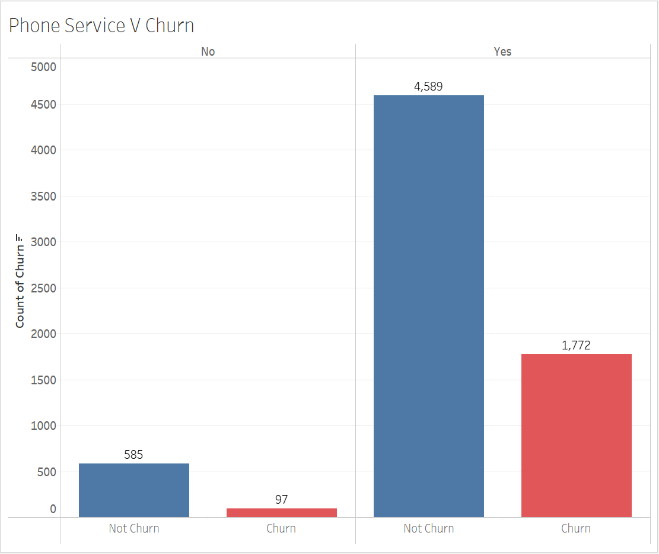 Phone Service V Churn
No
Yes
5000
4500
4000
3500
3000
2500
2000
1500
1000
500
0
Count of Churn
4,589
1,772
585
97
Not Churn
Churn
Not Churn
Churn